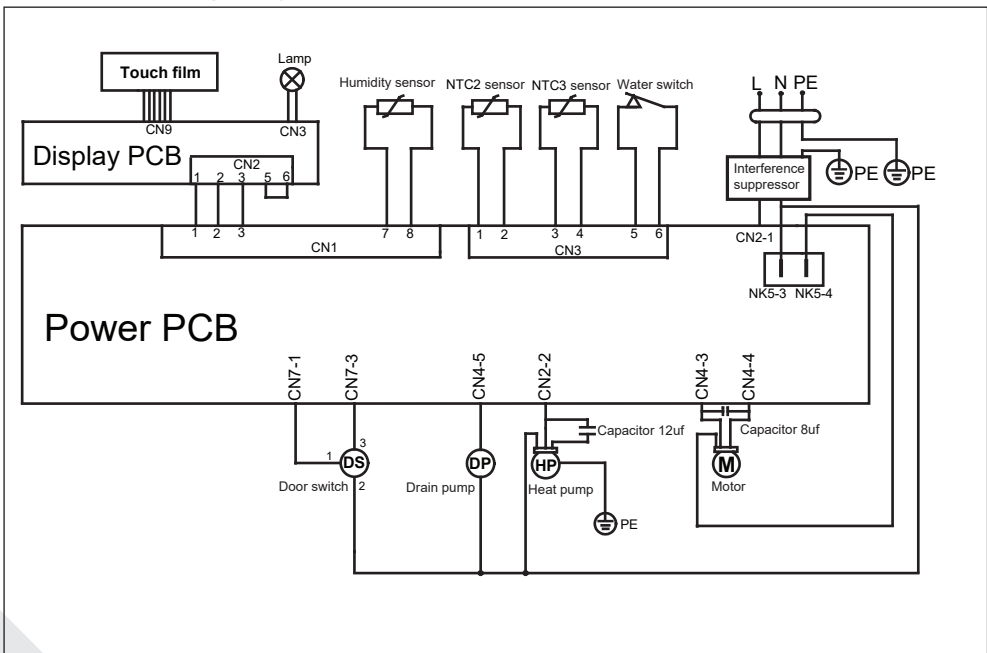 Touch film
Lamp
Humidity sensor
NTC2 sensor
NTC3 sensor
Water switch
L N PE
CN9
CN3
Display PCB
CN2
1 2 3 5 6
Interference
suppressor
PE
PE
1 2 3
7 8
CN1
1 2 3 4 5 6
CN3
CN2-1
NK5-3 NK5-4
Power PCB
CN7-1
CN7-3
CN4-5
CN2-2
CN4-3
CN4-4
Capacitor 12uf
Capacitor 8uf
3
1
DS
2
DP
HP
M
Door switch
Drain pump
Heat pump
Motor
PE